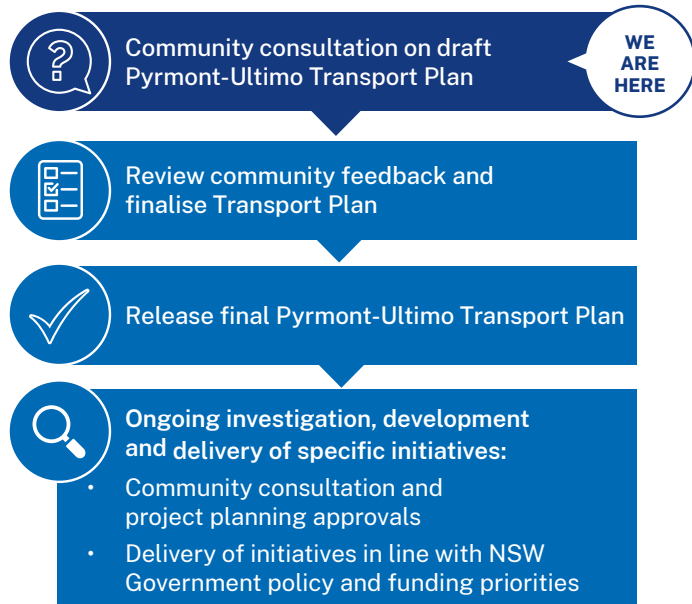 Community consultation on draft
Pyrmont-Ultimo Transport Plan
WE
ARE
HERE
Review community feedback and
finalise Transport Plan
Release final Pyrmont-Ultimo Transport Plan
Ongoing investigation, development
and delivery of specific initiatives:
• Community consultation and
project planning approvals
• Delivery of initiatives in line with NSW
Government policy and funding priorities